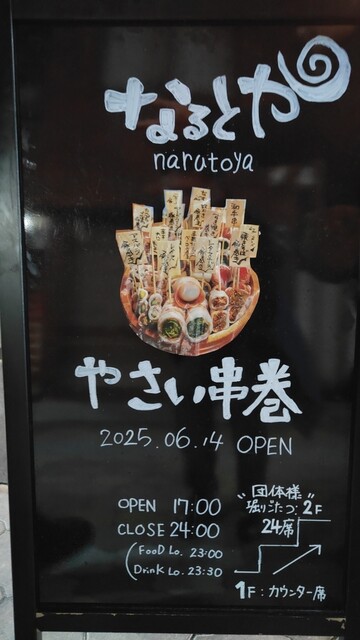 なるとや
narutoya
やさい串巻
2025.06.14 OPEN
OPEN 17:00
CLOSE 24:00
FOOD Lo. 23:00
Drink Lo. 23:30
"団体様"
堀りごたつ:2F
24席
1F:カウンター席